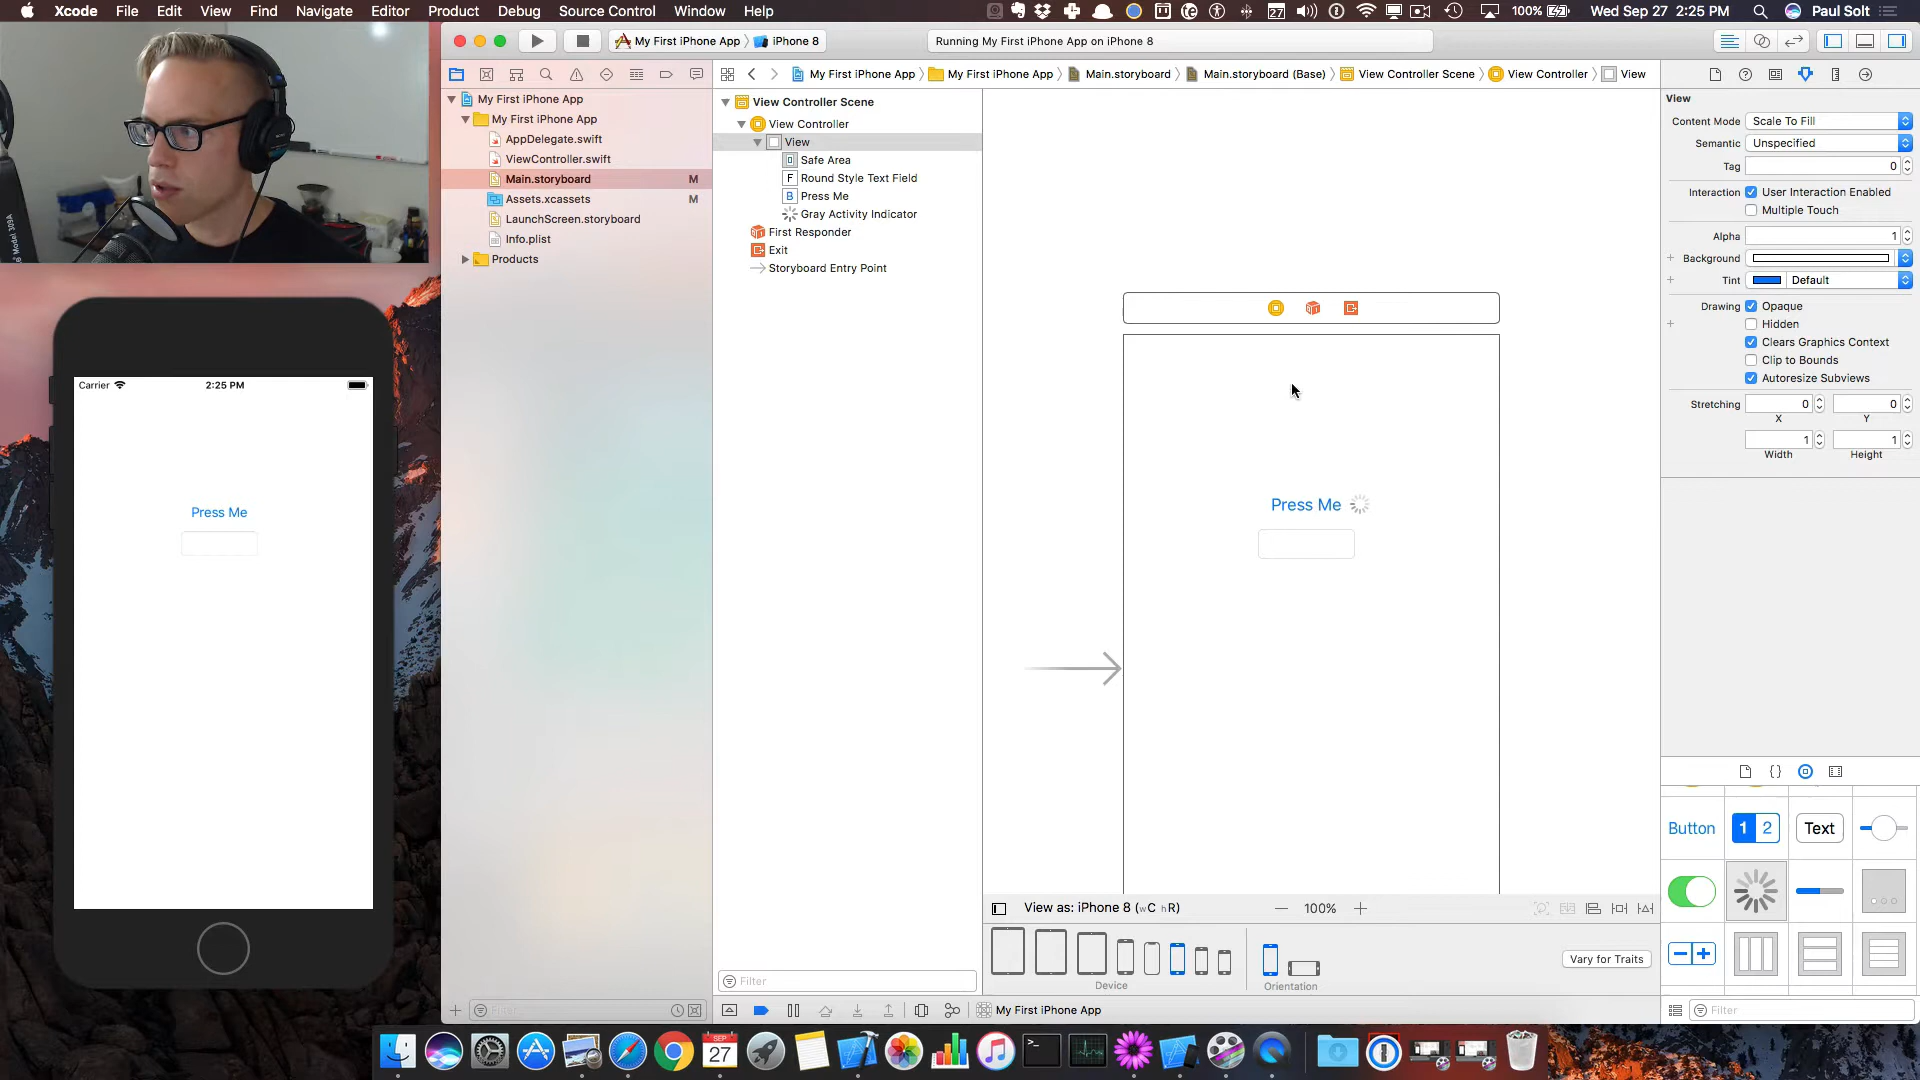 Xcode File Edit View Find Navigate Editor Product Debug Source Control Window Help
27 100% Wed Sep 27 2:25 PM Paul Solt
My First iPhone App iPhone 8
Running My First iPhone App on iPhone 8
My First iPhone App
My First iPhone App
AppDelegate.swift
ViewController.swift
Main.storyboard M
Assets.xcassets M
LaunchScreen.storyboard
Info.plist
Products
Filter
My First iPhone App My First iPhone App Main.storyboard Main.storyboard (Base) View Controller Scene View Controller View
View Controller Scene
View Controller
View
Safe Area
F Round Style Text Field
B Press Me
Gray Activity Indicator
First Responder
Exit
Storyboard Entry Point
Filter
Carrier 2:25 PM
Press Me
Press Me
View as: iPhone 8 (wC hR)
100%
Device
Orientation
Vary for Traits
My First iPhone App
View
Content Mode Scale To Fill
Semantic Unspecified
Tag 0
Interaction User Interaction Enabled
Multiple Touch
Alpha 1
Background
Tint Default
Drawing Opaque
Hidden
Clears Graphics Context
Clip to Bounds
Autoresize Subviews
Stretching 0 0
X Y
1 1
Width Height
Button 1 2 Text
Filter
SEP
27